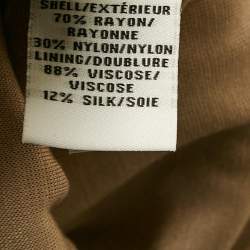 SHELL/EXTÉRIEUR
70% RAYON/
RAYONNE
30% NYLON/NYLON
LINING/DOUBLURE
88% VISCOSE/
VISCOSE
12% SILK/SOIE